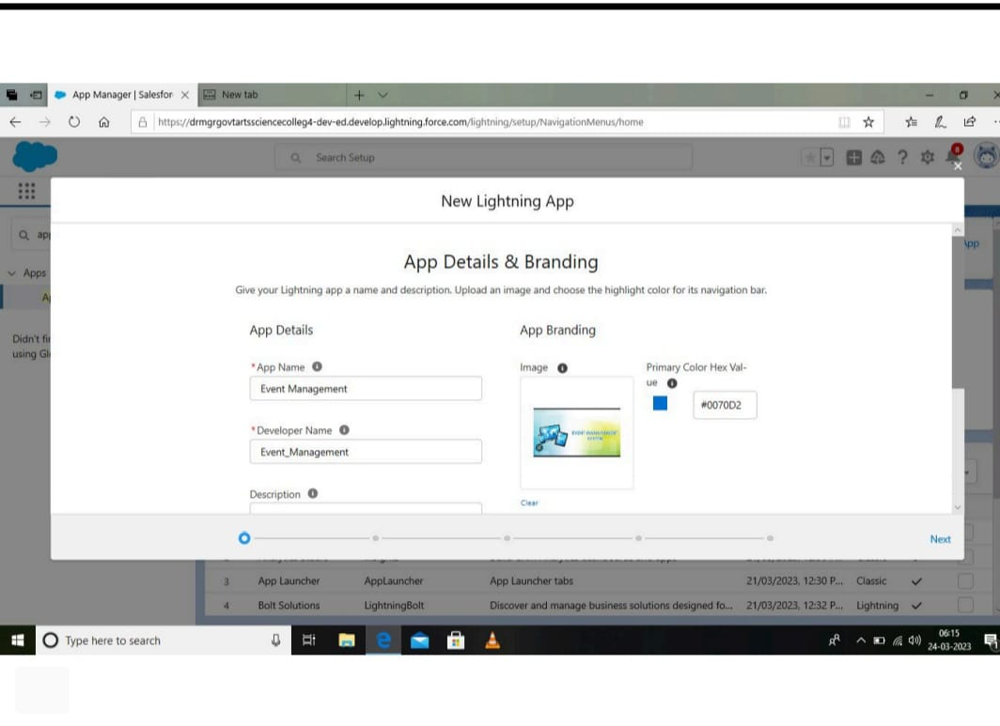 App Manager | Salesfor
New tab
https://drmgrgovtartssciencecolleg4-dev-ed.develop.lightning.force.com/lightning/setup/NavigationMenus/home
Search Setup
8
New Lightning App
App Details & Branding
Give your Lightning app a name and description. Upload an image and choose the highlight color for its navigation bar.
App Details
App Branding
*App Name
Event Management
*Developer Name
Event_Management
Description
Image
Clear
Primary Color Hex Val-
ue
#0070D2
Next
Apps
Didn't fi
using Gl
App
3 App Launcher AppLauncher App Launcher tabs 21/03/2023, 12:30 P... Classic
4 Bolt Solutions LightningBolt Discover and manage business solutions designed fo... 21/03/2023, 12:32 P... Lightning
Type here to search
06:15
24-03-2023